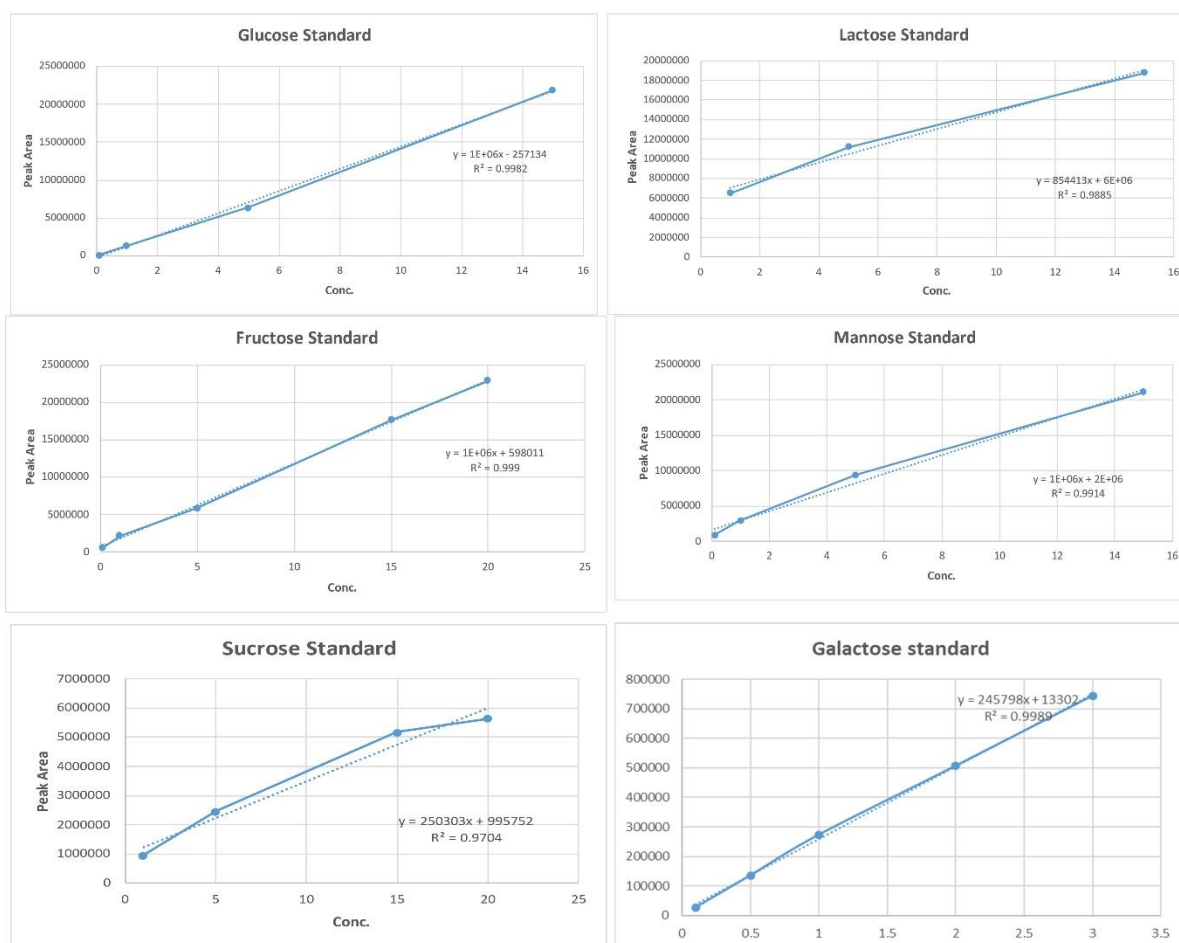 Glucose Standard
25000000
20000000
15000000
10000000
5000000
0
Peak Area
y = 1E+06x - 257134
R² = 0.9982
0 2 4 6 8 10 12 14 16
Conc.
Lactose Standard
20000000
18000000
16000000
14000000
12000000
10000000
8000000
6000000
4000000
2000000
0
Peak Area
y = 854413x + 6E+06
R² = 0.9885
0 2 4 6 8 10 12 14 16
Conc.
Fructose Standard
25000000
20000000
15000000
10000000
5000000
0
Peak Area
y = 1E+06x + 598011
R² = 0.999
0 5 10 15 20 25
Conc.
Mannose Standard
25000000
20000000
15000000
10000000
5000000
0
Peak Area
y = 1E+06x + 2E+06
R² = 0.9914
0 2 4 6 8 10 12 14 16
Conc.
Sucrose Standard
7000000
6000000
5000000
4000000
3000000
2000000
1000000
0
Peak Area
y = 250303x + 995752
R² = 0.9704
0 5 10 15 20 25
Conc.
Galactose standard
800000
700000
600000
500000
400000
300000
200000
100000
0
y = 245798x + 13302
R² = 0.9989
0 0.5 1 1.5 2 2.5 3 3.5